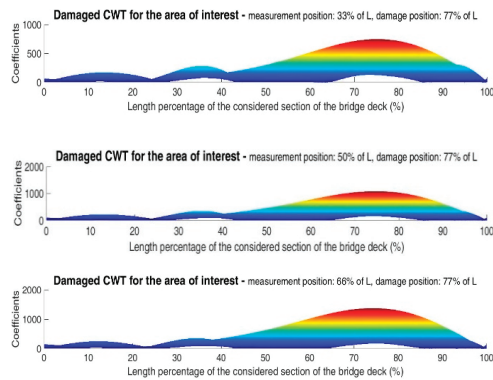 Damaged CWT for the area of interest - measurement position: 33% of L, damage position: 77% of L
1000
500
0
Coefficients
0 10 20 30 40 50 60 70 80 90 100
Length percentage of the considered section of the bridge deck (%)
Damaged CWT for the area of interest - measurement position: 50% of L, damage position: 77% of L
2000
1000
0
Coefficients
0 10 20 30 40 50 60 70 80 90 100
Length percentage of the considered section of the bridge deck (%)
Damaged CWT for the area of interest - measurement position: 66% of L, damage position: 77% of L
2000
1000
0
Coefficients
0 10 20 30 40 50 60 70 80 90 100
Length percentage of the considered section of the bridge deck (%)